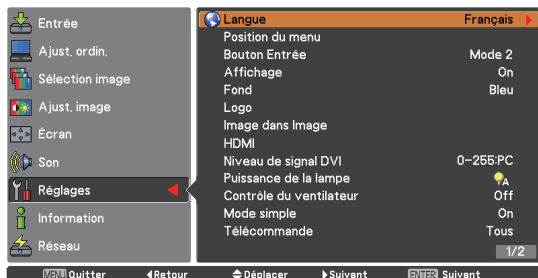 Entrée
Ajust. ordin.
Sélection image
Ajust. image
Écran
Son
Réglages
Information
Réseau
Langue Français
Position du menu
Bouton Entrée Mode 2
Affichage On
Fond Bleu
Logo
Image dans Image
HDMI
Niveau de signal DVI 0-255:PC
Puissance de la lampe A
Contrôle du ventilateur Off
Mode simple On
Télécommande Tous
1/2
MENU Quitter Retour Déplacer Suivant ENTER Suivant